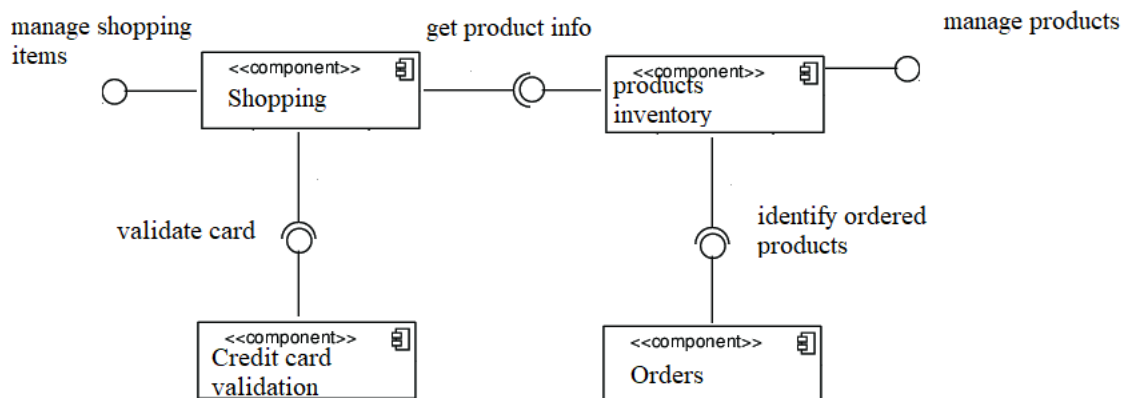 manage shopping
items
get product info
manage products
<<component>>
Shopping
<<component>>
products
inventory
validate card
identify ordered
products
<<component>>
Credit card
validation
<<component>>
Orders